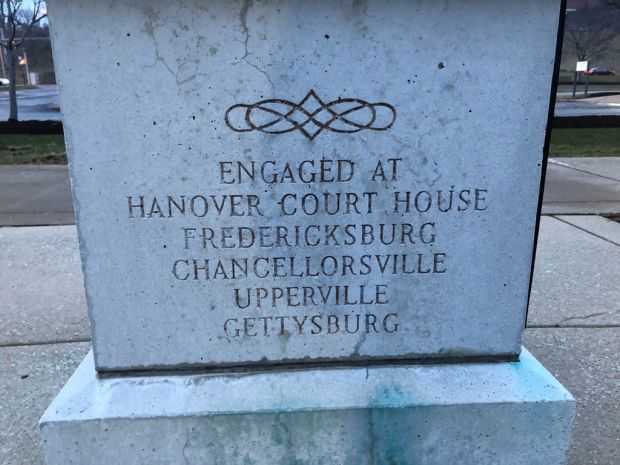 ENGAGED AT
HANOVER COURT HOUSE
FREDERICKSBURG
CHANCELLORSVILLE
UPPERVILLE
GETTYSBURG